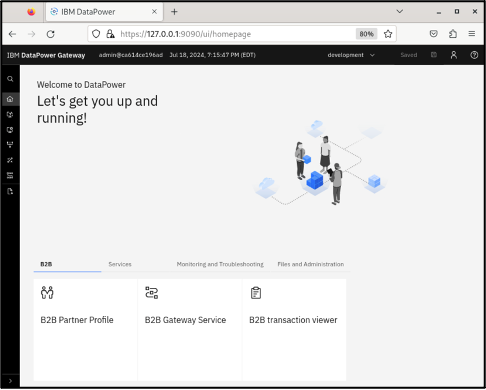 IBM DataPower
https://127.0.0.1:9090/ui/homepage
80%
IBM DataPower Gateway admin@ca614ce196ad Jul 18, 2024, 7:15:47 PM (EDT) development Saved
Welcome to DataPower
Let's get you up and
running!
B2B Services Monitoring and Troubleshooting Files and Administration
B2B Partner Profile B2B Gateway Service B2B transaction viewer